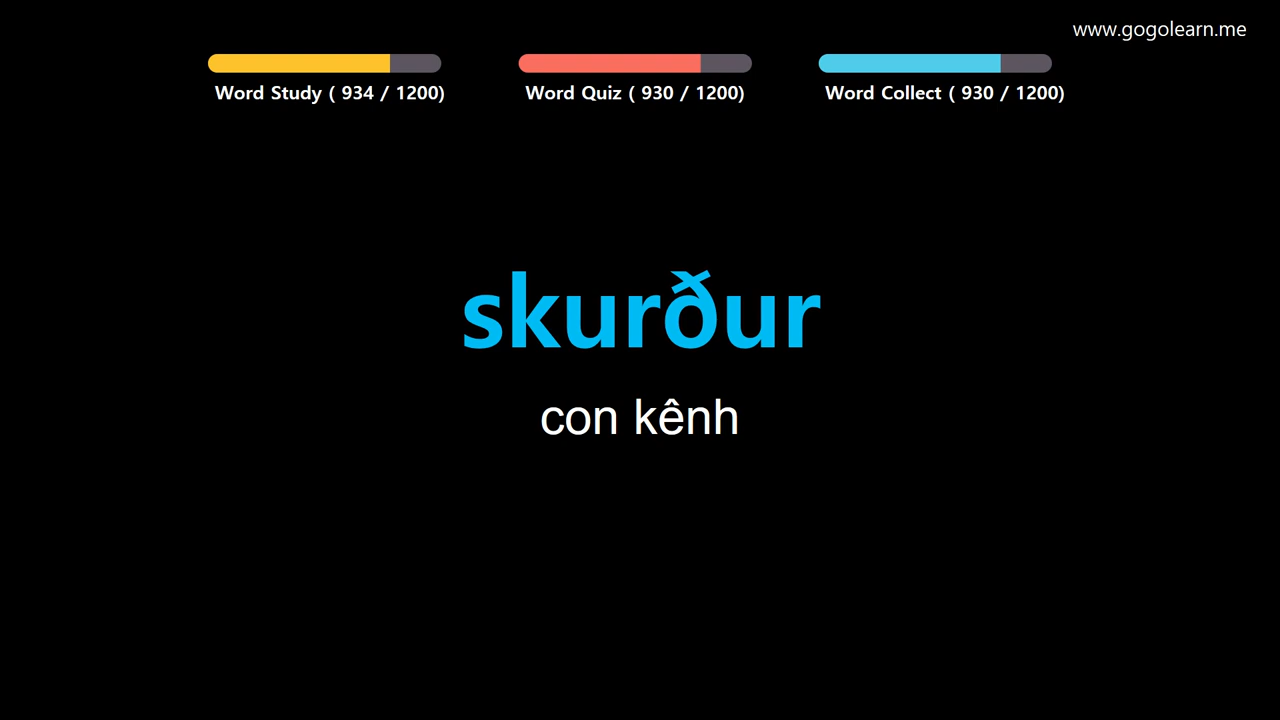 www.gogolearn.me
Word Study ( 934 / 1200)
Word Quiz ( 930 / 1200)
Word Collect ( 930 / 1200)
skurður
con kênh